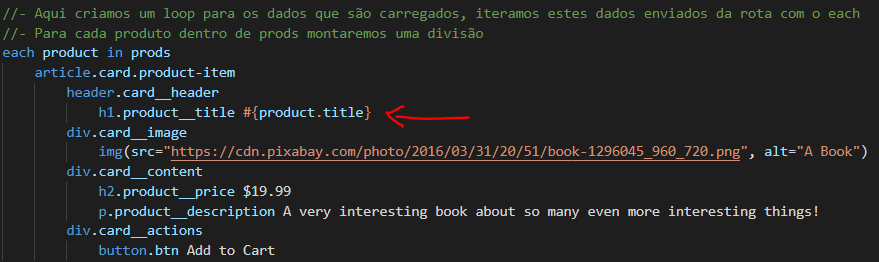 //- Aqui criamos um loop para os dados que são carregados, iteramos estes dados enviados da rota com o each
//- Para cada produto dentro de prods montaremos uma divisão
each product in prods
article.card.product-item
header.card__header
h1.product__title #{product.title}
div.card__image
img(src="https://cdn.pixabay.com/photo/2016/03/31/20/51/book-1296045_960_720.png", alt="A Book")
div.card__content
h2.product__price $19.99
p.product__description A very interesting book about so many even more interesting things!
div.card__actions
button.btn Add to Cart